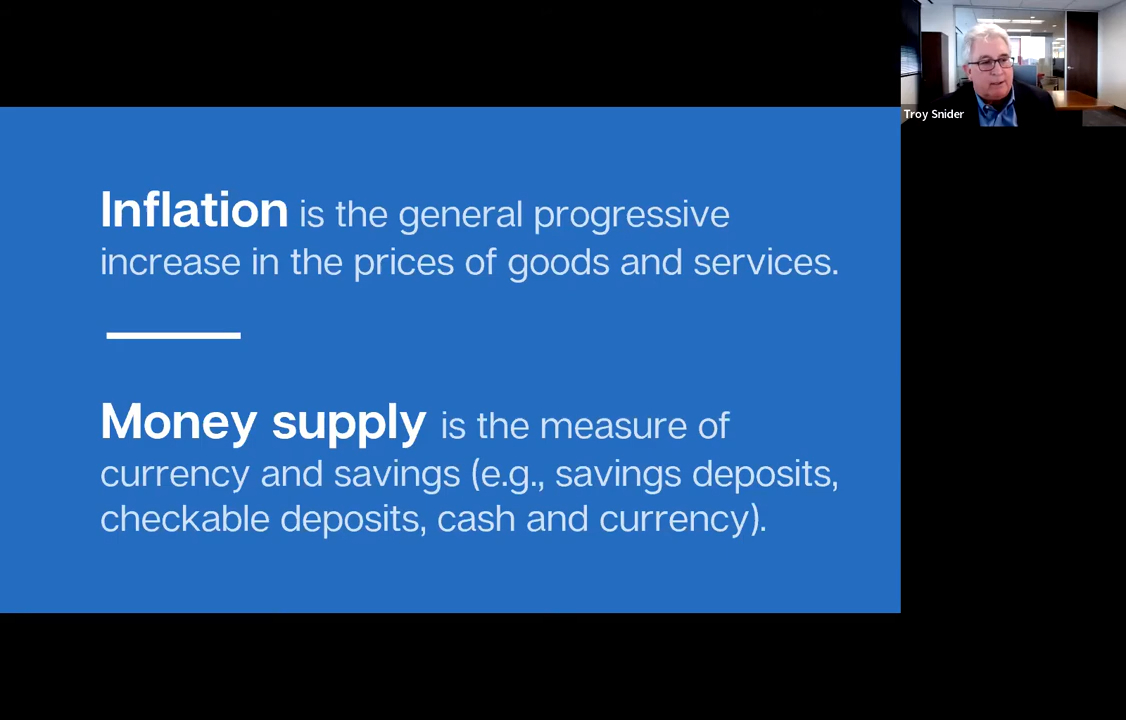 Troy Snider
Inflation is the general progressive
increase in the prices of goods and services.
Money supply is the measure of
currency and savings (e.g., savings deposits,
checkable deposits, cash and currency).